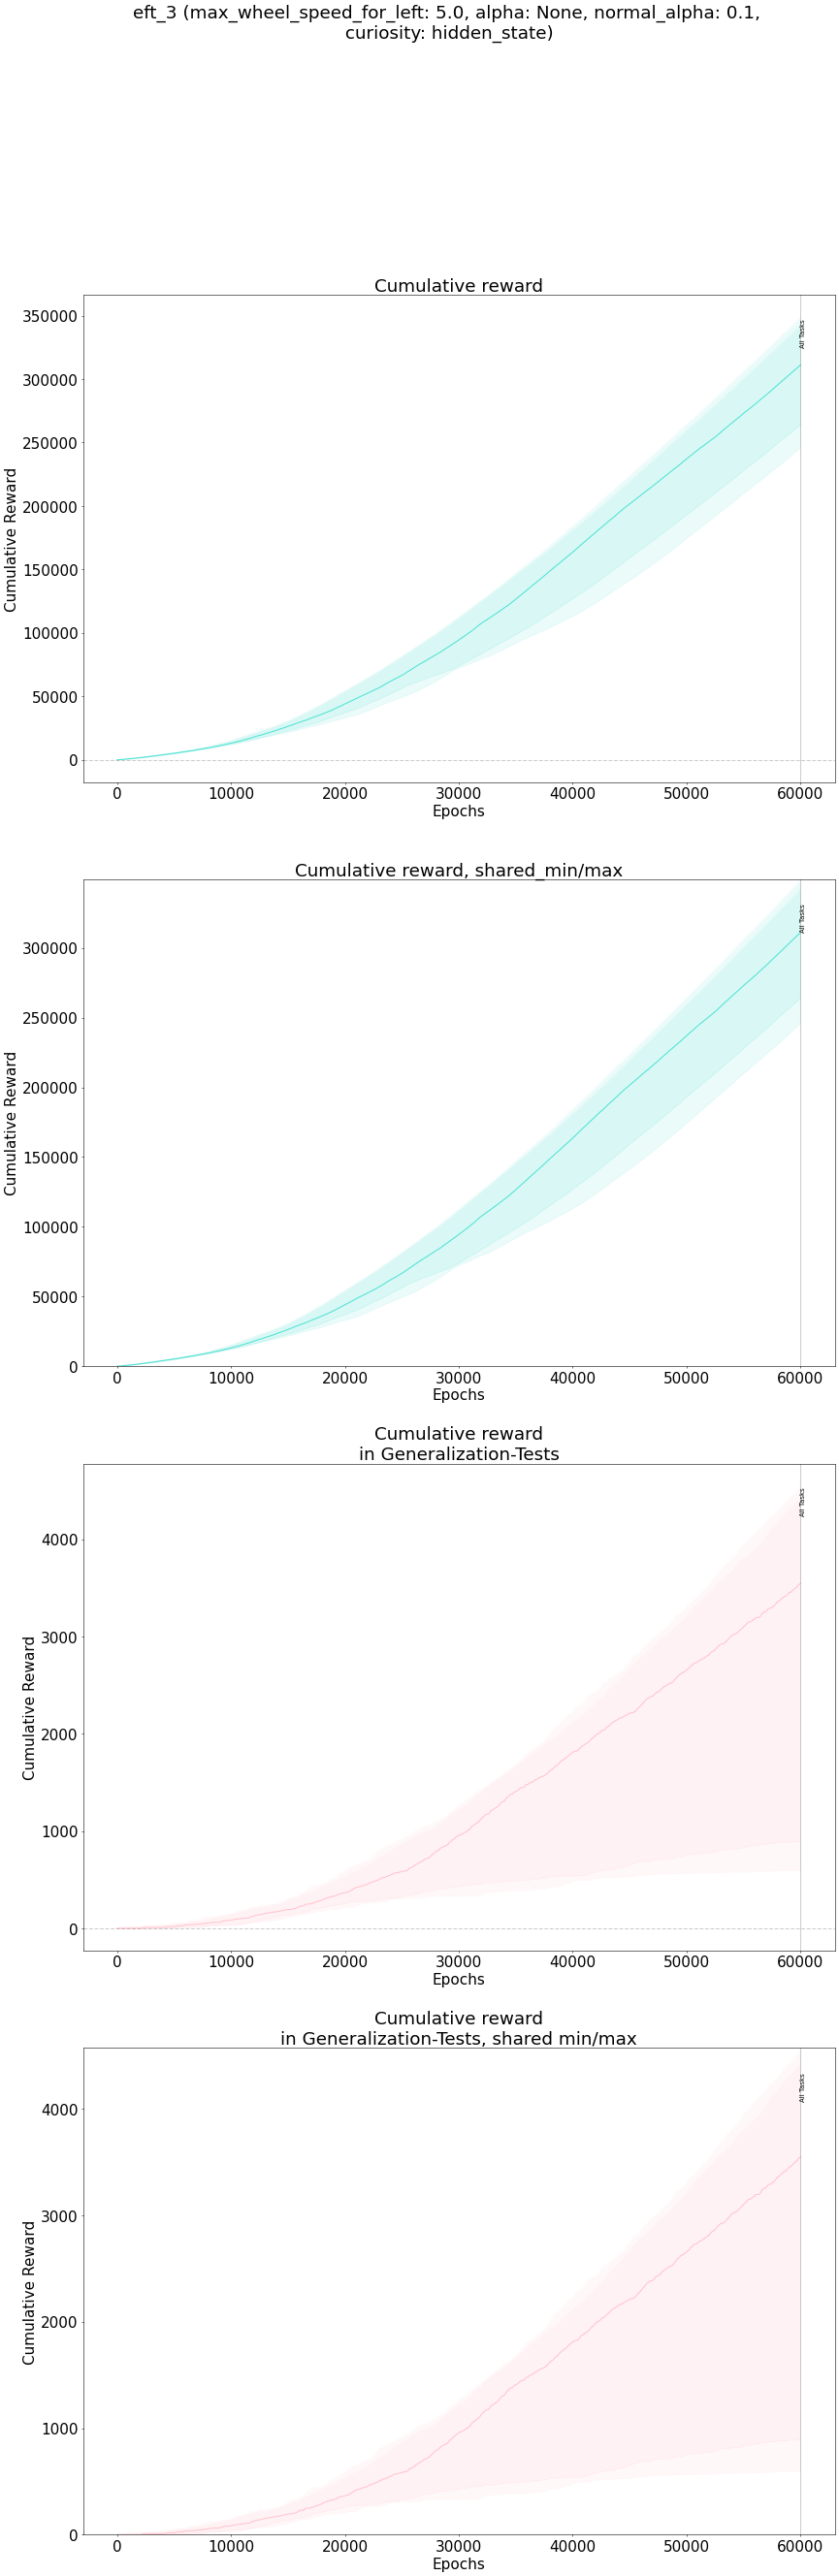 eft_3 (max_wheel_speed_for_left: 5.0, alpha: None, normal_alpha: 0.1,
curiosity: hidden_state)
Cumulative reward
350000
300000
250000
200000
150000
100000
50000
0
Cumulative Reward
All Tasks
0 10000 20000 30000 40000 50000 60000
Epochs
Cumulative reward, shared_min/max
300000
250000
200000
150000
100000
50000
0
Cumulative Reward
All Tasks
0 10000 20000 30000 40000 50000 60000
Epochs
Cumulative reward
in Generalization-Tests
4000
3000
2000
1000
0
Cumulative Reward
All Tasks
0 10000 20000 30000 40000 50000 60000
Epochs
Cumulative reward
in Generalization-Tests, shared min/max
4000
3000
2000
1000
0
Cumulative Reward
All Tasks
0 10000 20000 30000 40000 50000 60000
Epochs